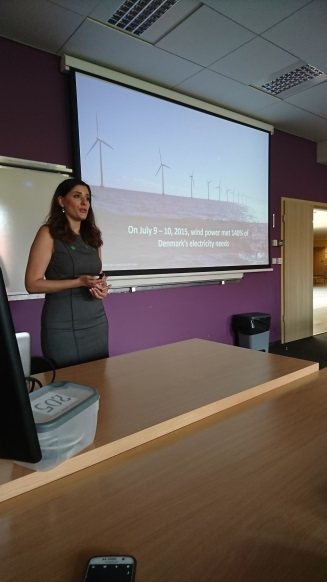 On July 9 – 10, 2015, wind power met 140% of
Denmark's electricity needs
205